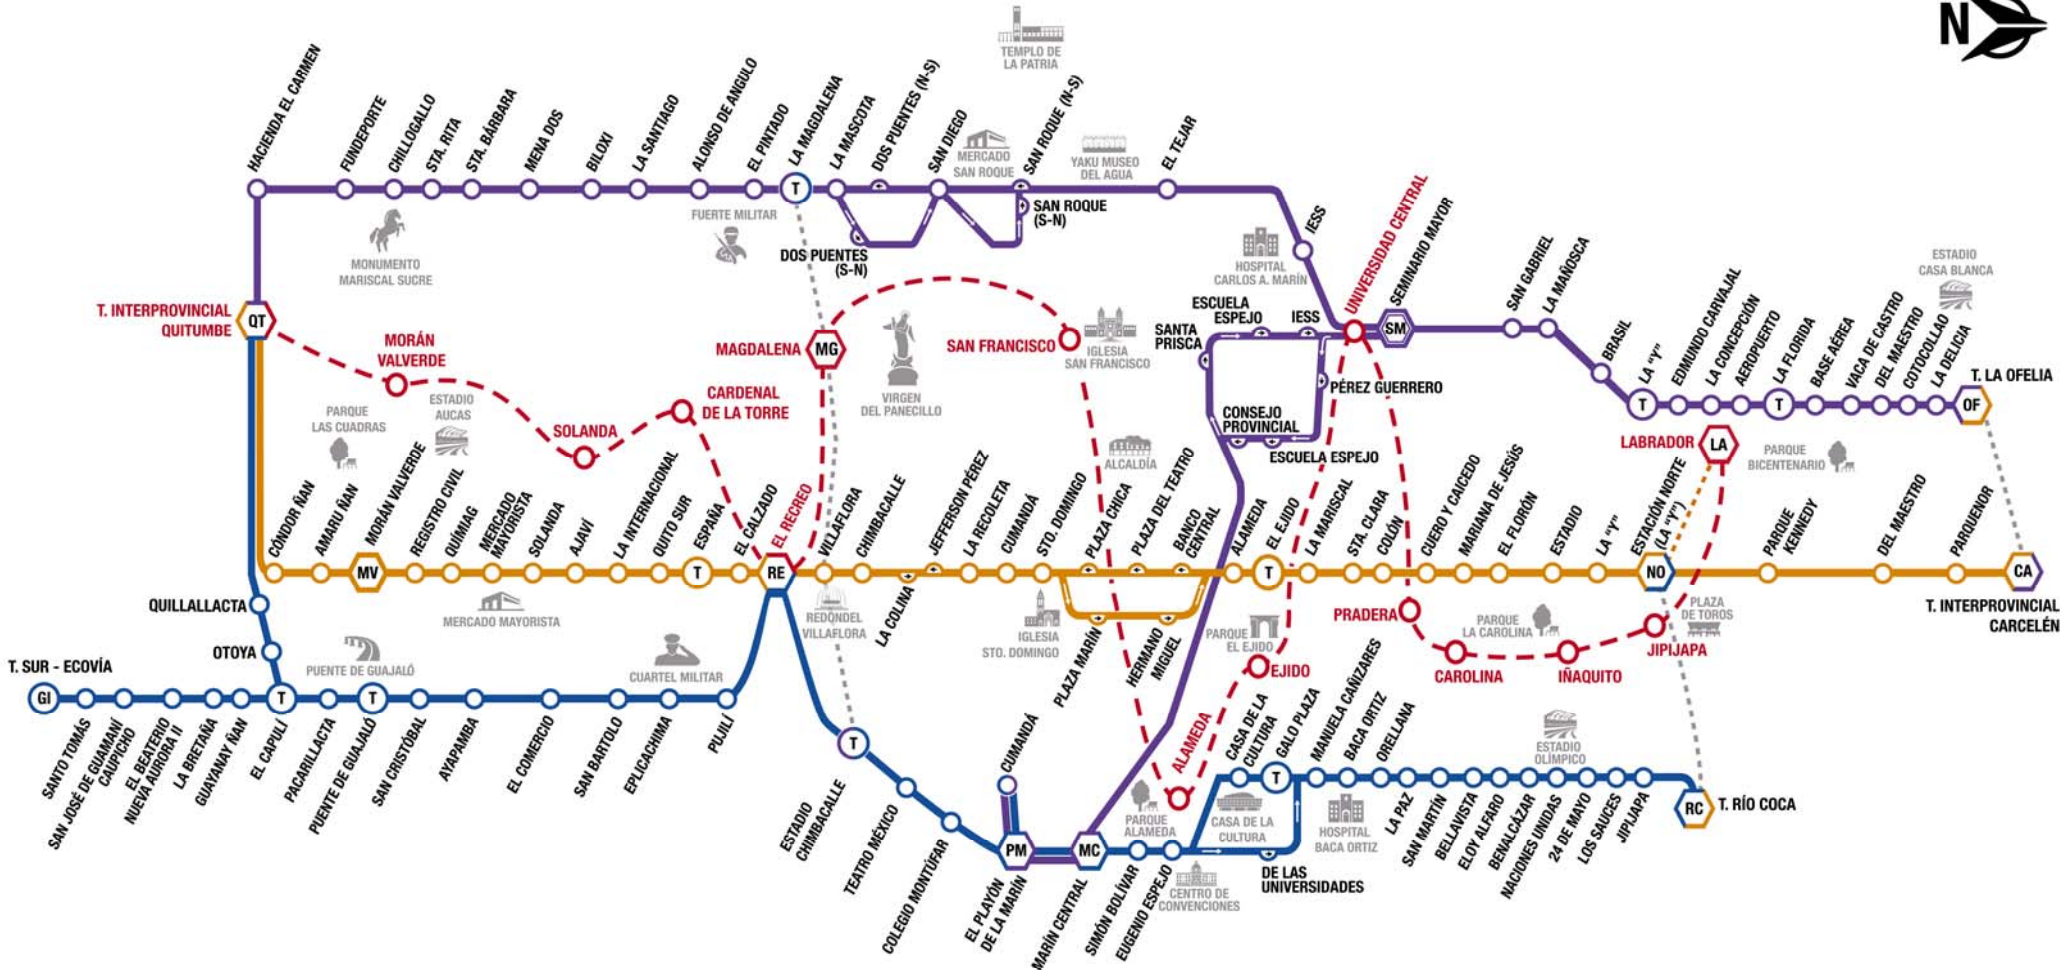 N
TEMPLO DE
LA PATRIA
HACIENDA EL CARMEN
FUNDEPORTE
CHILLOGALLO
STA. RITA
STA. BÁRBARA
MENA DOS
BILOXI
LA SANTIAGO
ALONSO DE ANGULO
EL PINTADO
LA MAGDALENA
LA MASCOTA
DOS PUENTES (N-S)
SAN DIEGO
SAN ROQUE (N-S)
EL TEJAR
T
MERCADO
SAN ROQUE
YAKU MUSEO
DEL AGUA
FUERTE MILITAR
SAN ROQUE
(S-N)
DOS PUENTES
(S-N)
MONUMENTO
MARISCAL SUCRE
HOSPITAL
CARLOS A. MARÍN
IESS
UNIVERSIDAD CENTRAL
SEMINARIO MAYOR
SM
SAN GABRIEL
LA MAÑOSCA
BRASIL
LA “Y”
T
EDMUNDO CARVAJAL
LA CONCEPCIÓN
AEROPUERTO
LA FLORIDA
T
BASE AÉREA
VACA DE CASTRO
DEL MAESTRO
COTOCOLLAO
LA DELICIA
ESTADIO
CASA BLANCA
T. LA OFELIA
OF
T. INTERPROVINCIAL
QUITUMBE
QT
MORÁN
VALVERDE
SOLANDA
CARDENAL
DE LA TORRE
MAGDALENA
MG
SAN FRANCISCO
IGLESIA
SAN FRANCISCO
VIRGEN
DEL PANECILLO
ESCUELA
ESPEJO
IESS
SANTA
PRISCA
PÉREZ GUERRERO
CONSEJO
PROVINCIAL
ESCUELA ESPEJO
LABRADOR
LA
PARQUE
BICENTENARIO
PARQUE
LAS CUADRAS
ESTADIO
AUCAS
ALCALDÍA
CÓNDOR ÑAN
AMARU ÑAN
MORÁN VALVERDE
MV
REGISTRO CIVIL
QUIMIAG
MERCADO
MAYORISTA
SOLANDA
AJAVÍ
LA INTERNACIONAL
QUITO SUR
ESPAÑA
T
EL CALZADO
EL RECREO
RE
VILLAFLORA
CHIMBACALLE
LA COLINA
JEFFERSON PÉREZ
LA RECOLETA
CUMANDÁ
STO. DOMINGO
PLAZA CHICA
PLAZA DEL TEATRO
BANCO
CENTRAL
ALAMEDA
EL EJIDO
T
LA MARISCAL
STA. CLARA
COLÓN
CUERO Y CAICEDO
MARIANA DE JESÚS
EL FLORÓN
ESTADIO
LA “Y”
ESTACIÓN NORTE
(LA “Y”)
NO
PARQUE
KENNEDY
DEL MAESTRO
PARQUENOR
CA
T. INTERPROVINCIAL
CARCELÉN
MERCADO MAYORISTA
REDONDEL
VILLAFLORA
IGLESIA
STO. DOMINGO
PLAZA MARÍN
HERMANO
MIGUEL
PARQUE
EL EJIDO
EJIDO
PRADERA
PARQUE
LA CAROLINA
CAROLINA
IÑAQUITO
JIPIJAPA
PLAZA
DE TOROS
QUILLALLACTA
OTOYA
T. SUR - ECOVÍA
GI
SANTO TOMÁS
SAN JOSÉ DE GUAMANÍ
CAUPICHO
EL BEATERIO
NUEVA AURORA II
LA BRETAÑA
GUAYANAY ÑAN
EL CAPULÍ
T
PACARILLACTA
PUENTE DE GUAJALÓ
PUENTE DE GUAJALÓ
T
SAN CRISTÓBAL
AYAPAMBA
EL COMERCIO
SAN BARTOLO
EPLICACHIMA
CUARTEL MILITAR
PUJILÍ
T
ESTADIO
CHIMBACALLE
TEATRO MÉXICO
COLEGIO MONTÚFAR
CUMANDÁ
PM
EL PLAYÓN
DE LA MARÍN
MC
MARÍN CENTRAL
ALAMEDA
PARQUE
ALAMEDA
SIMÓN BOLÍVAR
EUGENIO ESPEJO
CENTRO DE
CONVENCIONES
CASA DE LA
CULTURA
CASA DE LA
CULTURA
GALO PLAZA
T
DE LAS
UNIVERSIDADES
HOSPITAL
BACA ORTIZ
MANUELA CAÑIZARES
BACA ORTIZ
ORELLANA
LA PAZ
SAN MARTÍN
BELLAVISTA
ELOY ALFARO
BENALCÁZAR
NACIONES UNIDAS
24 DE MAYO
LOS SAUCES
JIPIJAPA
ESTADIO
OLÍMPICO
RC
T. RÍO COCA